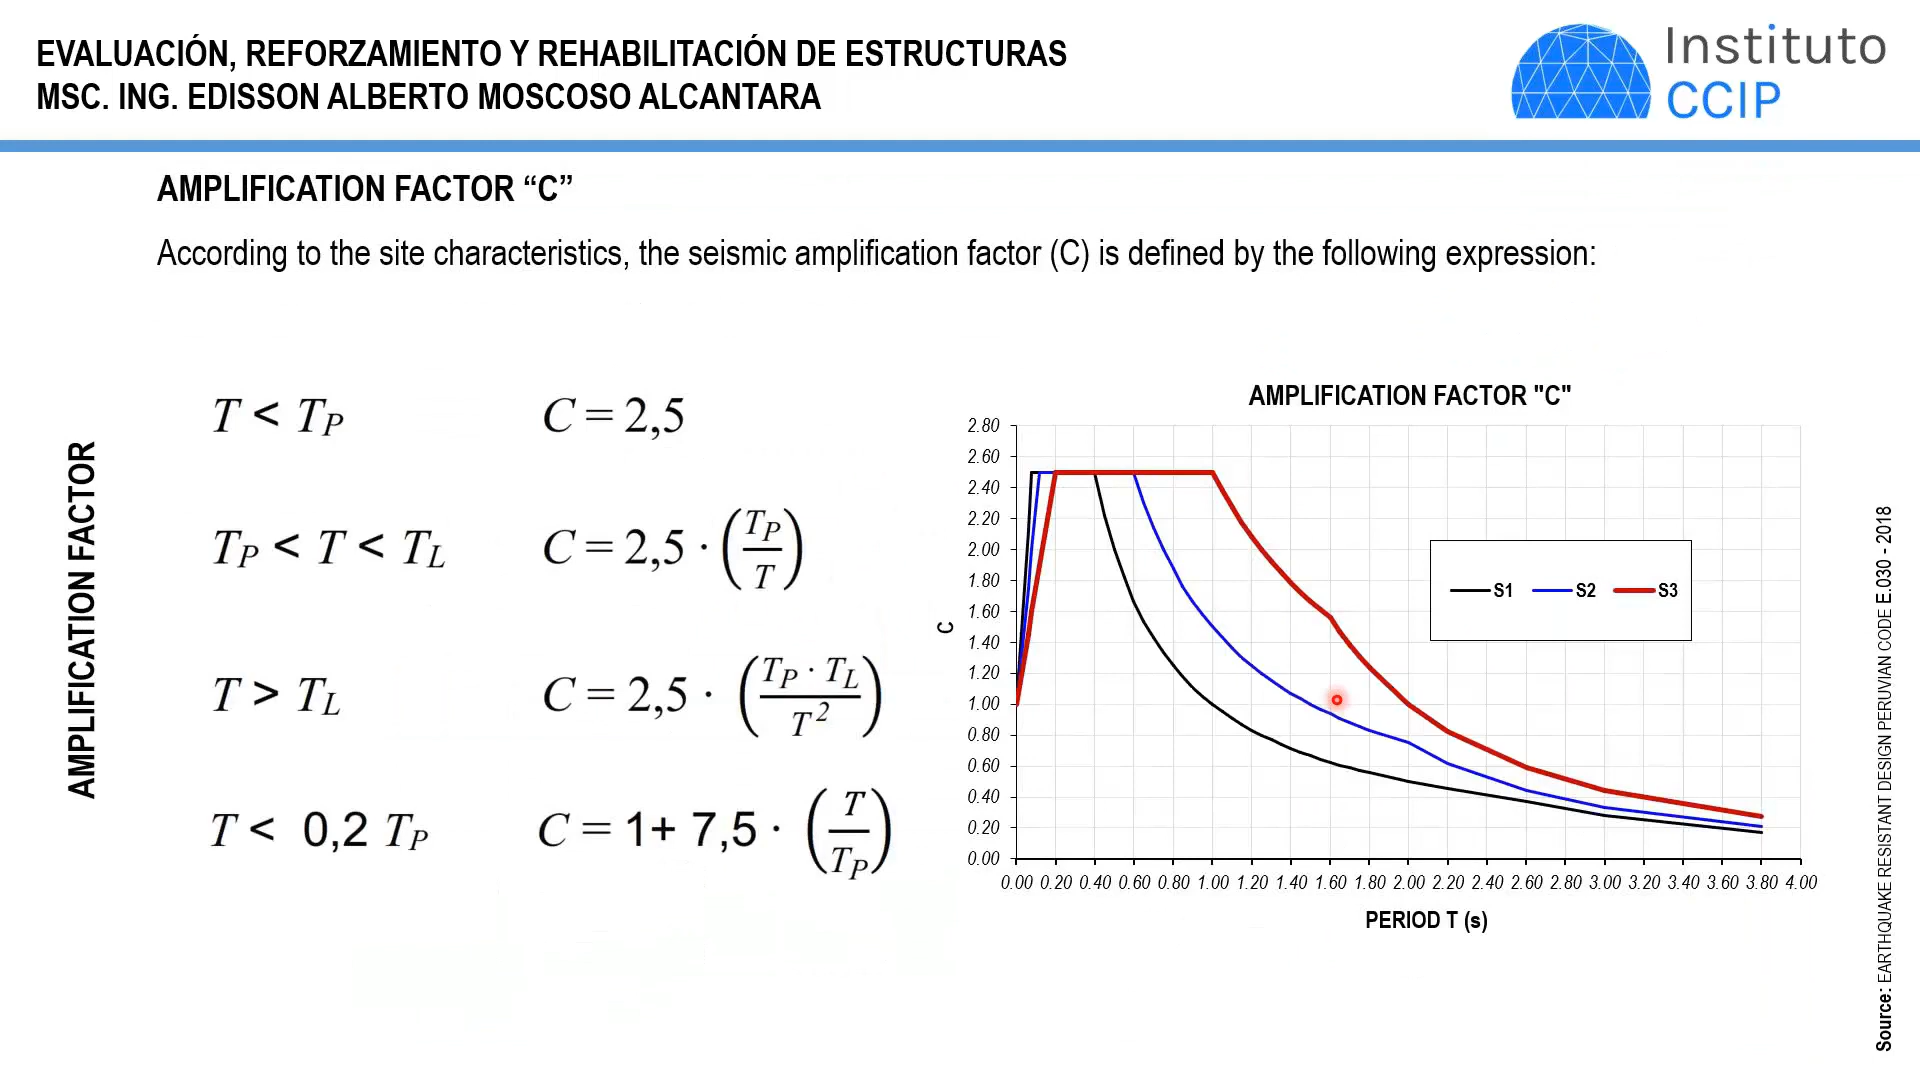 EVALUACIÓN, REFORZAMIENTO Y REHABILITACIÓN DE ESTRUCTURAS
MSC. ING. EDISSON ALBERTO MOSCOSO ALCANTARA
Instituto
CCIP
AMPLIFICATION FACTOR “C”
According to the site characteristics, the seismic amplification factor (C) is defined by the following expression:
AMPLIFICATION FACTOR
T < TP C = 2,5
TP < T < TL C = 2,5 · (TP / T)
T > TL C = 2,5 · (TP · TL / T²)
T < 0,2 TP C = 1+ 7,5 · (T / TP)
AMPLIFICATION FACTOR "C"
2.80
2.60
2.40
2.20
2.00
1.80
1.60
1.40
1.20
1.00
0.80
0.60
0.40
0.20
0.00
C
S1 S2 S3
0.00 0.20 0.40 0.60 0.80 1.00 1.20 1.40 1.60 1.80 2.00 2.20 2.40 2.60 2.80 3.00 3.20 3.40 3.60 3.80 4.00
PERIOD T (s)
Source: EARTHQUAKE RESISTANT DESIGN PERUVIAN CODE E.030 - 2018